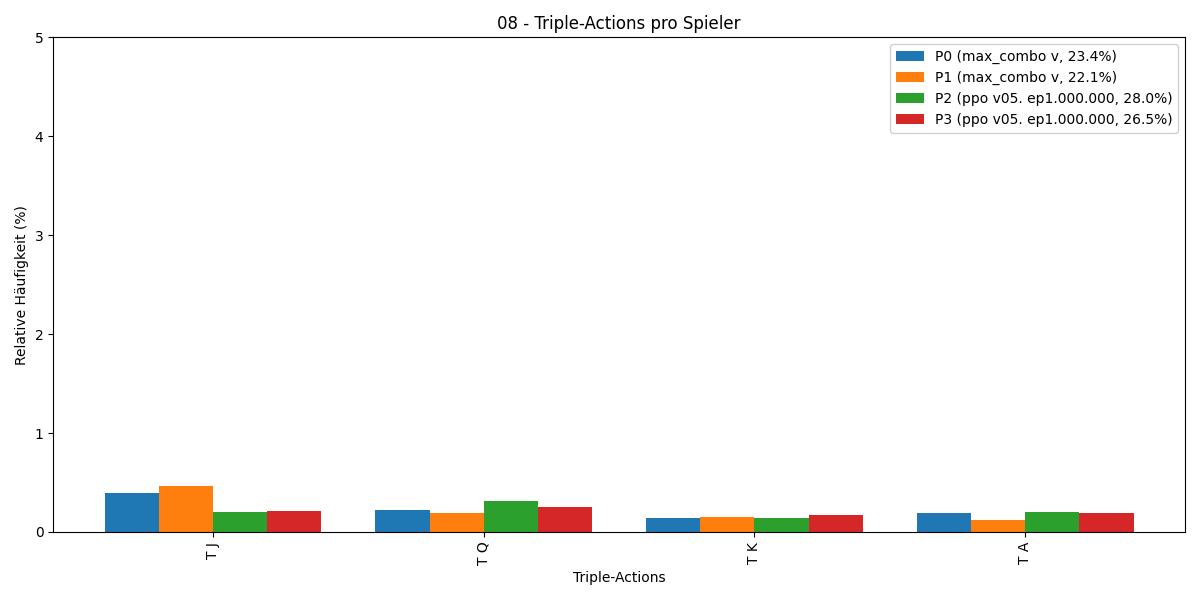 08 - Triple-Actions pro Spieler
5
4
3
2
1
0
Relative Häufigkeit (%)
P0 (max_combo v, 23.4%)
P1 (max_combo v, 22.1%)
P2 (ppo v05. ep1.000.000, 28.0%)
P3 (ppo v05. ep1.000.000, 26.5%)
T J
T Q
T K
T A
Triple-Actions